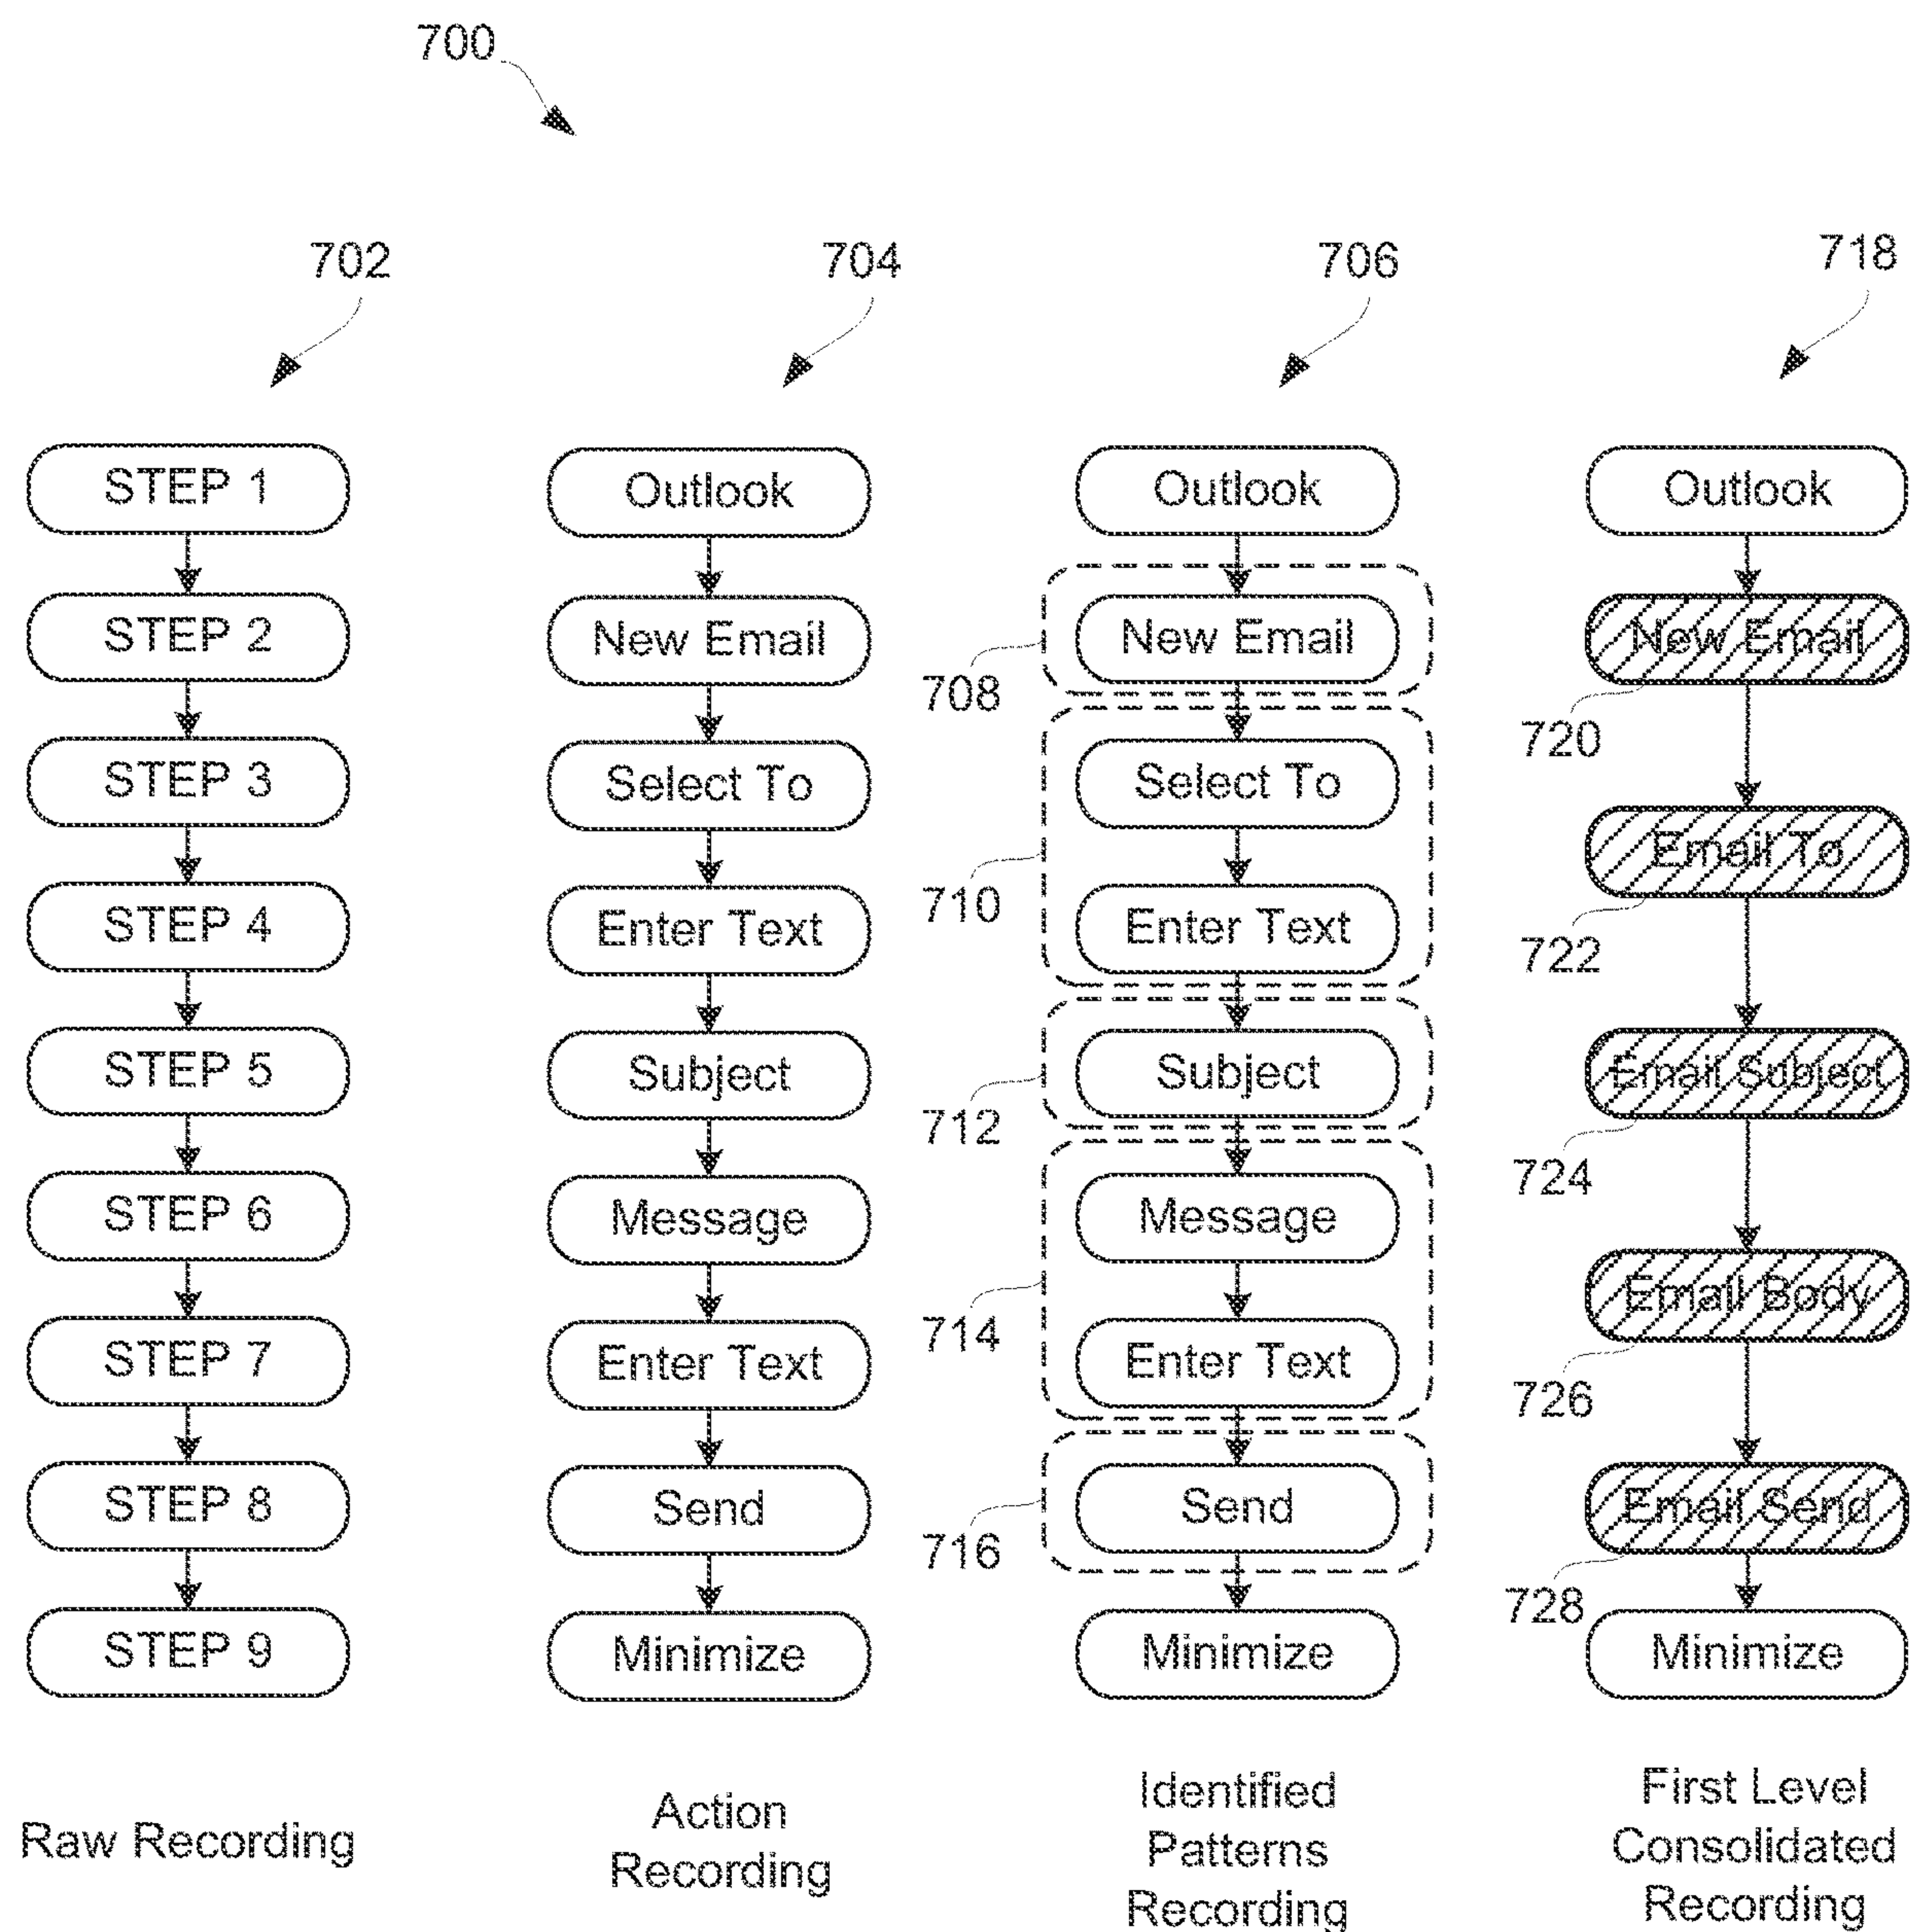 700
702
704
706
718
STEP 1
STEP 2
STEP 3
STEP 4
STEP 5
STEP 6
STEP 7
STEP 8
STEP 9
Raw Recording
Outlook
New Email
Select To
Enter Text
Subject
Message
Enter Text
Send
Minimize
Action
Recording
Outlook
New Email
708
Select To
Enter Text
710
Subject
712
Message
Enter Text
714
Send
716
Minimize
Identified
Patterns
Recording
Outlook
New Email
720
Email To
722
Email Subject
724
Email Body
726
Email Send
728
Minimize
First Level
Consolidated
Recording